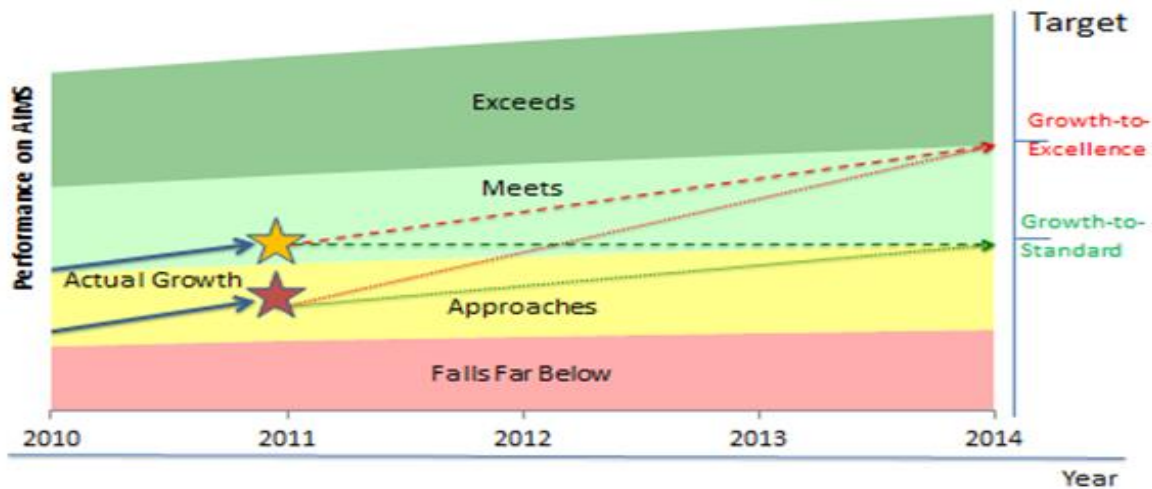 Target
Performance on AIMS
Exceeds
Growth-to-
Excellence
Meets
Growth-to-
Standard
Actual Growth
Approaches
Falls Far Below
2010 2011 2012 2013 2014
Year